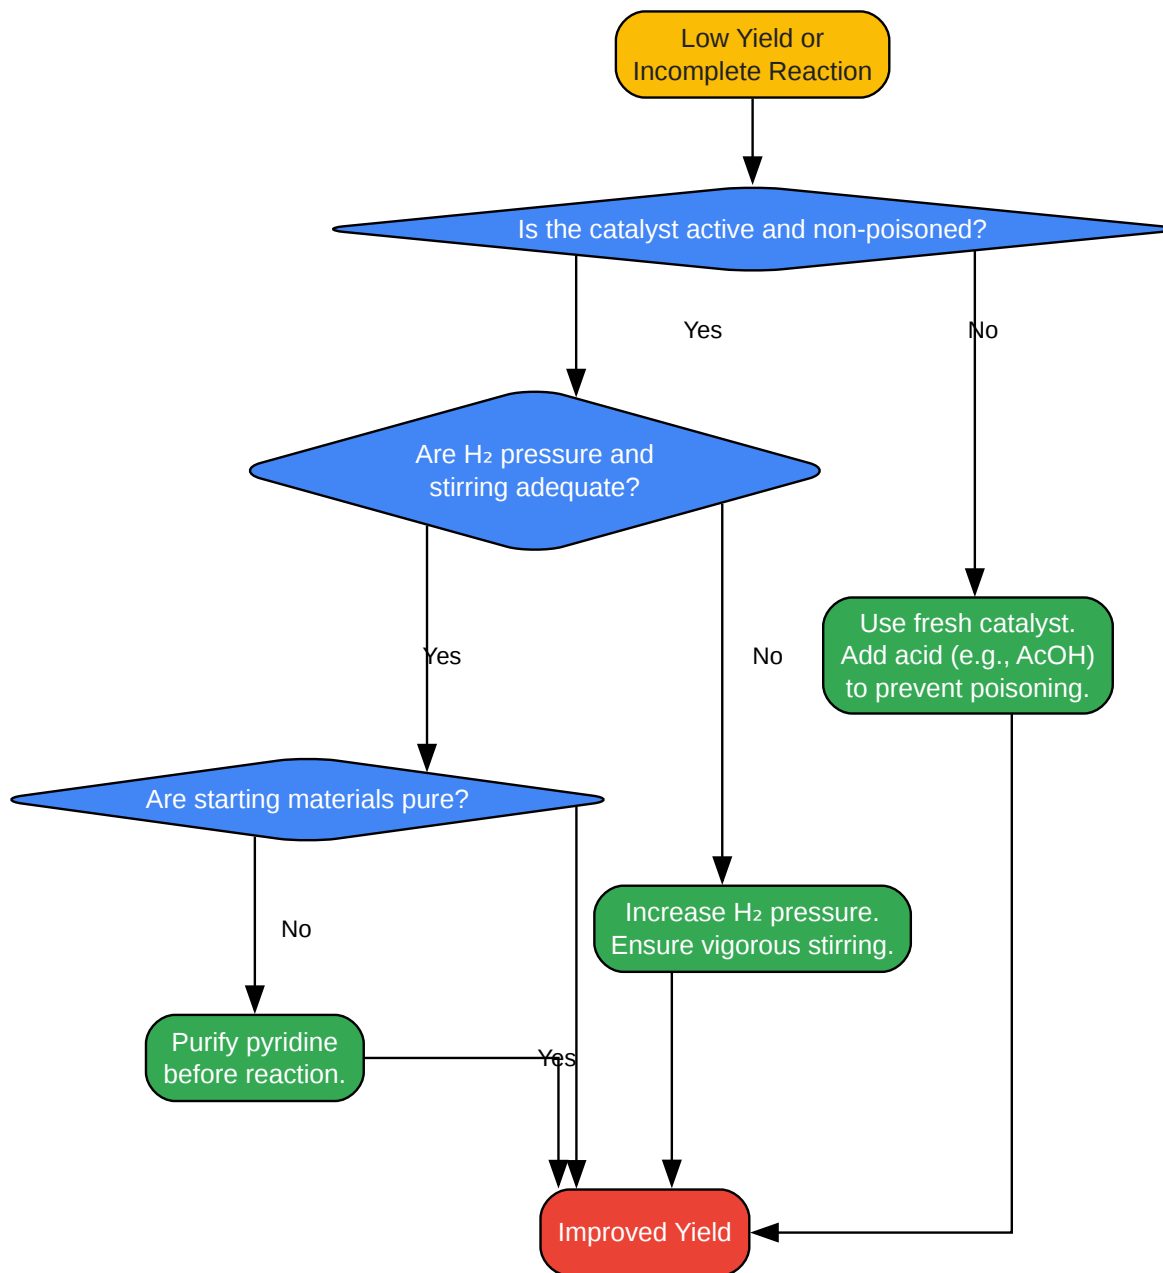 Low Yield or
Incomplete Reaction
Is the catalyst active and non-poisoned?
Yes
No
Are H₂ pressure and
stirring adequate?
Yes
No
Use fresh catalyst.
Add acid (e.g., AcOH)
to prevent poisoning.
Are starting materials pure?
No
Increase H₂ pressure.
Ensure vigorous stirring.
Purify pyridine
before reaction.
Yes
Improved Yield